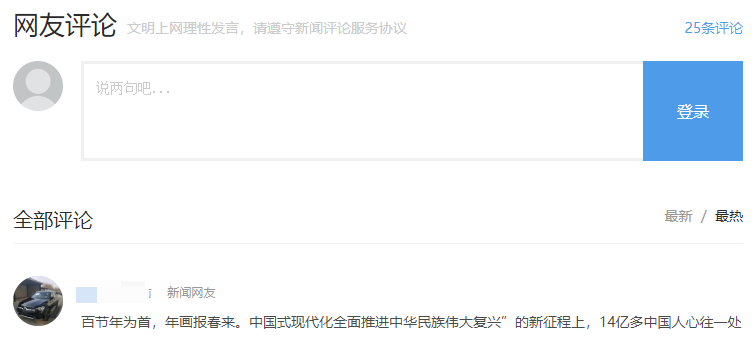 网友评论 文明上网理性发言，请遵守新闻评论服务协议 25条评论
说两句吧...
登录
全部评论 最新 / 最热
新闻网友
百节年为首，年画报春来。中国式现代化全面推进中华民族伟大复兴”的新征程上，14亿多中国人心往一处